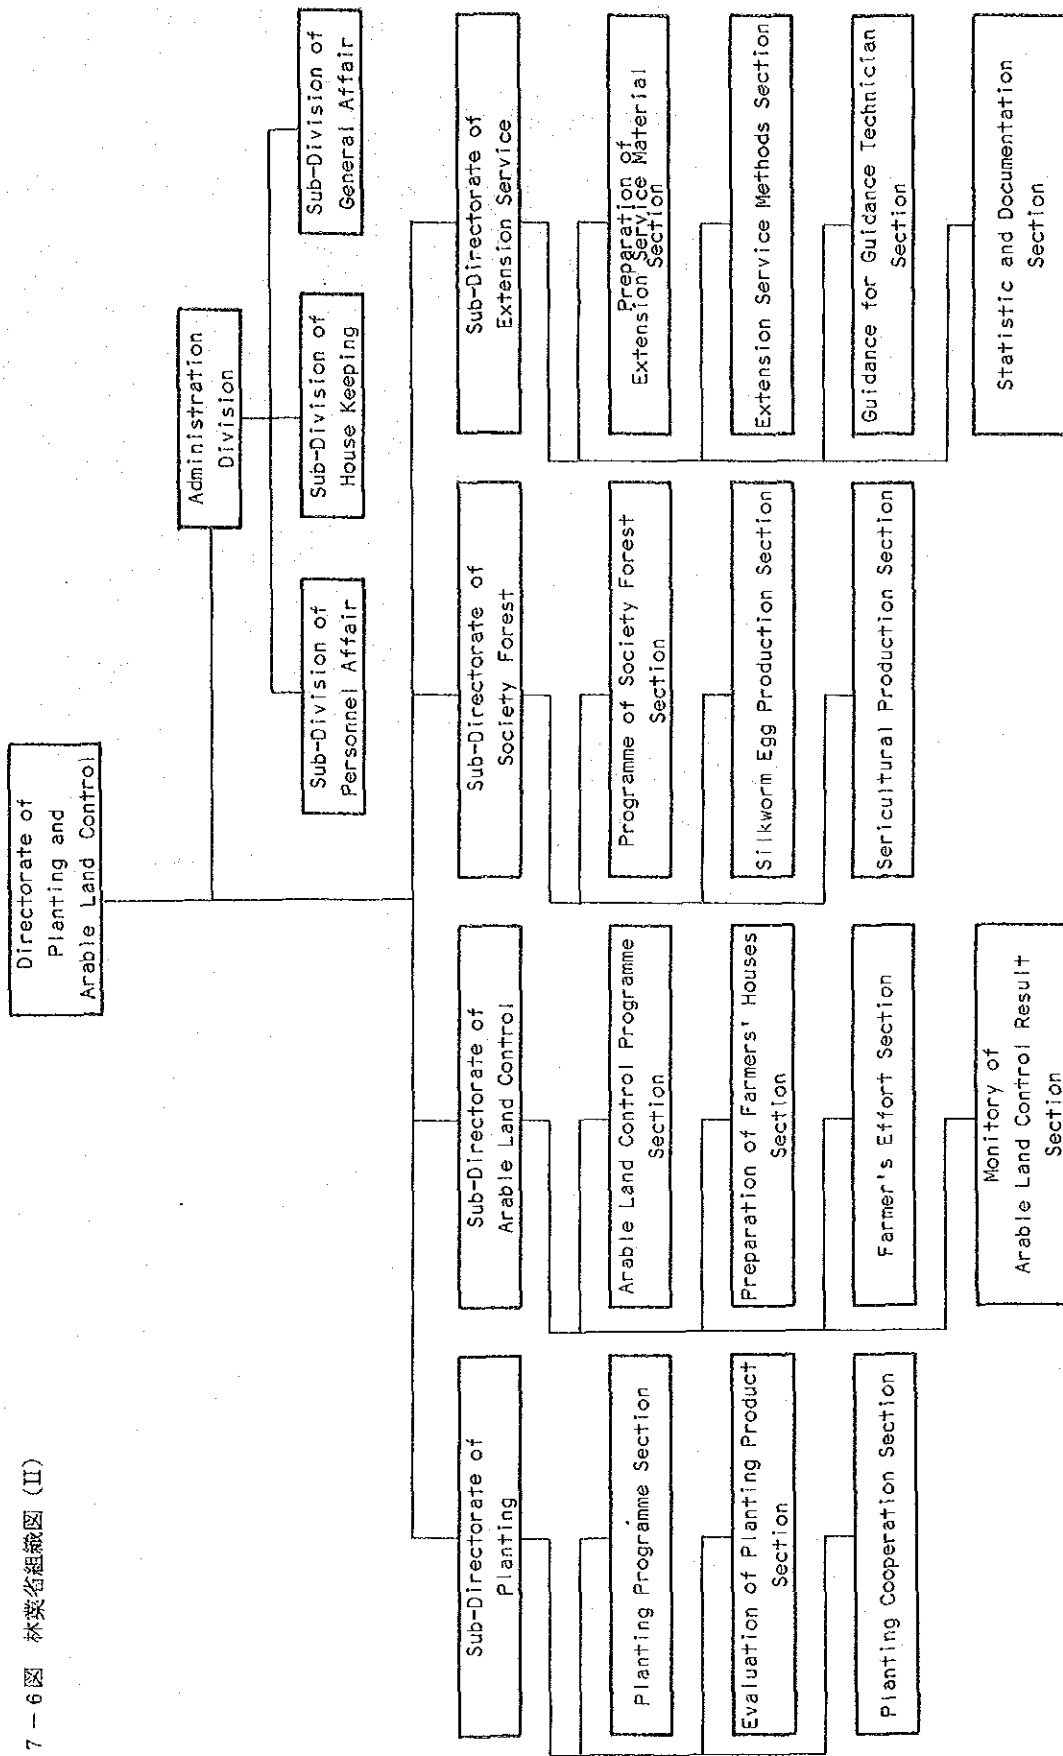 7－6図　林業省組織図 (II)
Directorate of
Planting and
Arable Land Control
Administration
Division
Sub-Division of
Personnel Affair
Sub-Division of
House Keeping
Sub-Division of
General Affair
Sub-Directorate of
Planting
Planting Programme Section
Evaluation of Planting Product
Section
Planting Cooperation Section
Sub-Directorate of
Arable Land Control
Arable Land Control Programme
Section
Preparation of Farmers' Houses
Section
Farmer's Effort Section
Monitory of
Arable Land Control Result
Section
Sub-Directorate of
Society Forest
Programme of Society Forest
Section
Silkworm Egg Production Section
Sericultural Production Section
Sub-Directorate of
Extension Service
Preparation of
Extension Service Material
Section
Extension Service Methods Section
Guidance for Guidance Technician
Section
Statistic and Documentation
Section